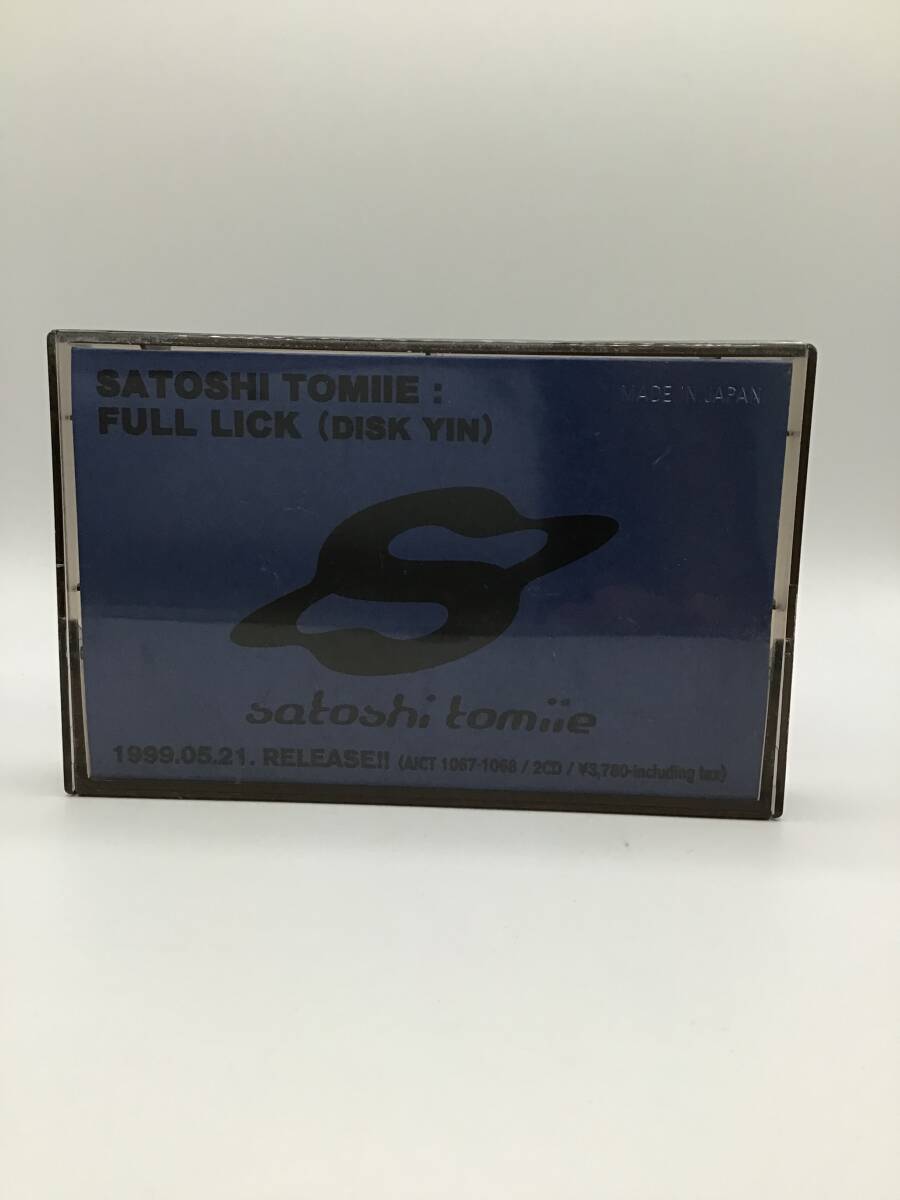 SATOSHI TOMIIE :
FULL LICK (DISK YIN)
MADE IN JAPAN
satoshi tomiie
1999.05.21. RELEASE!! (AICT 1067-1068 / 2CD / ¥3,780-including tax)